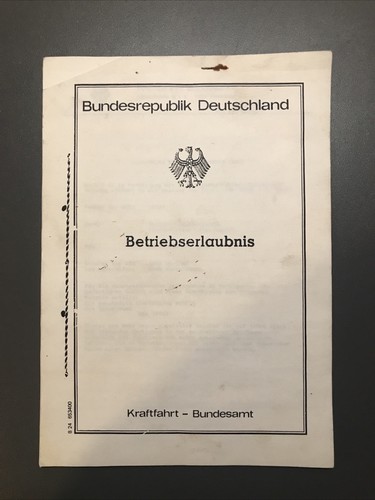 Bundesrepublik Deutschland
Betriebserlaubnis
Kraftfahrt - Bundesamt